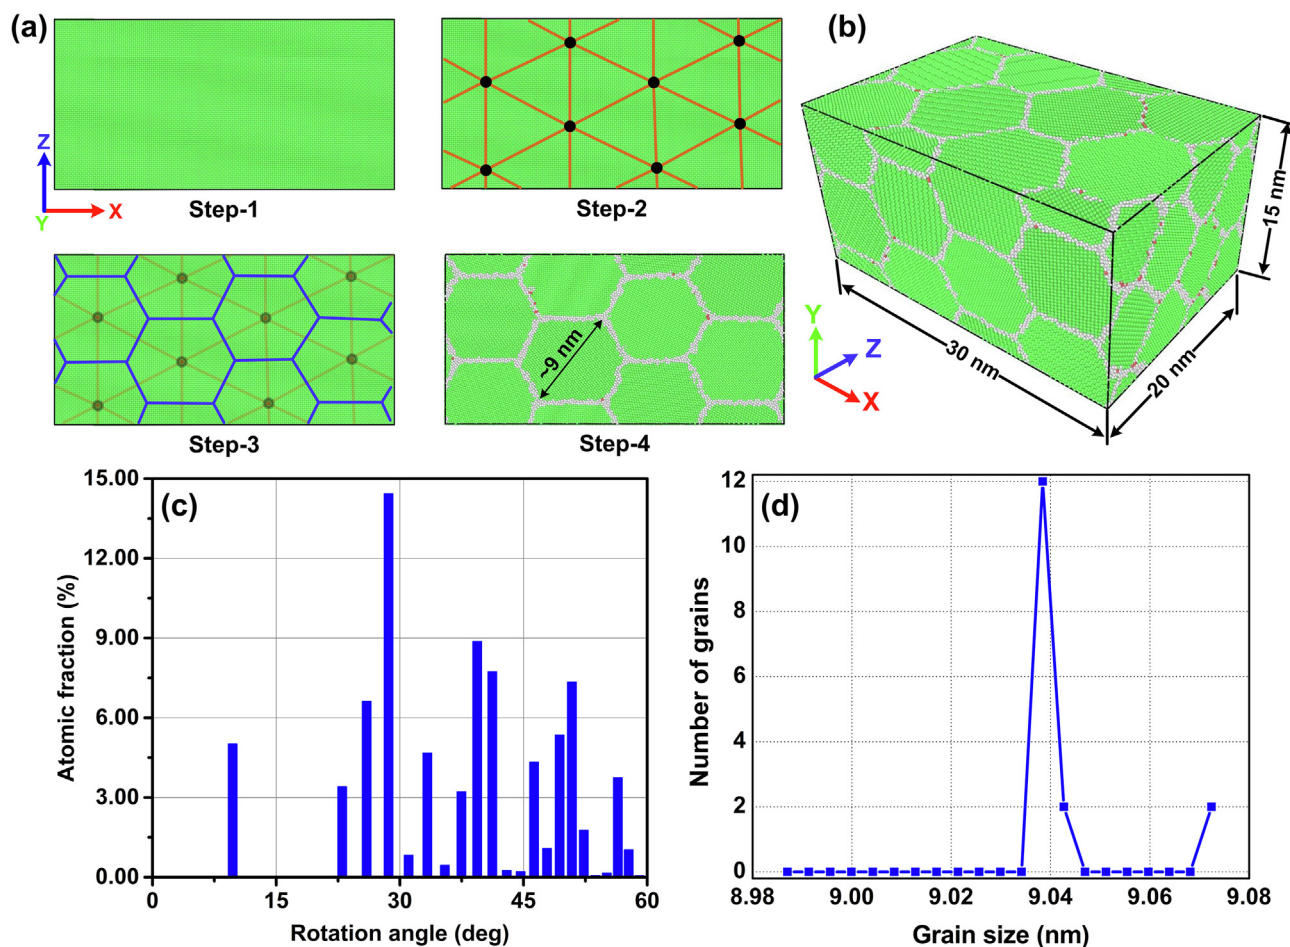 (a)
Z
Y
X
Step-1
Step-2
Step-3
~9 nm
Step-4
(b)
15 nm
20 nm
30 nm
Y
Z
X
(c)
Atomic fraction (%)
15.00
12.00
9.00
6.00
3.00
0.00
0 15 30 45 60
Rotation angle (deg)
(d)
Number of grains
12
10
8
6
4
2
0
8.98 9.00 9.02 9.04 9.06 9.08
Grain size (nm)